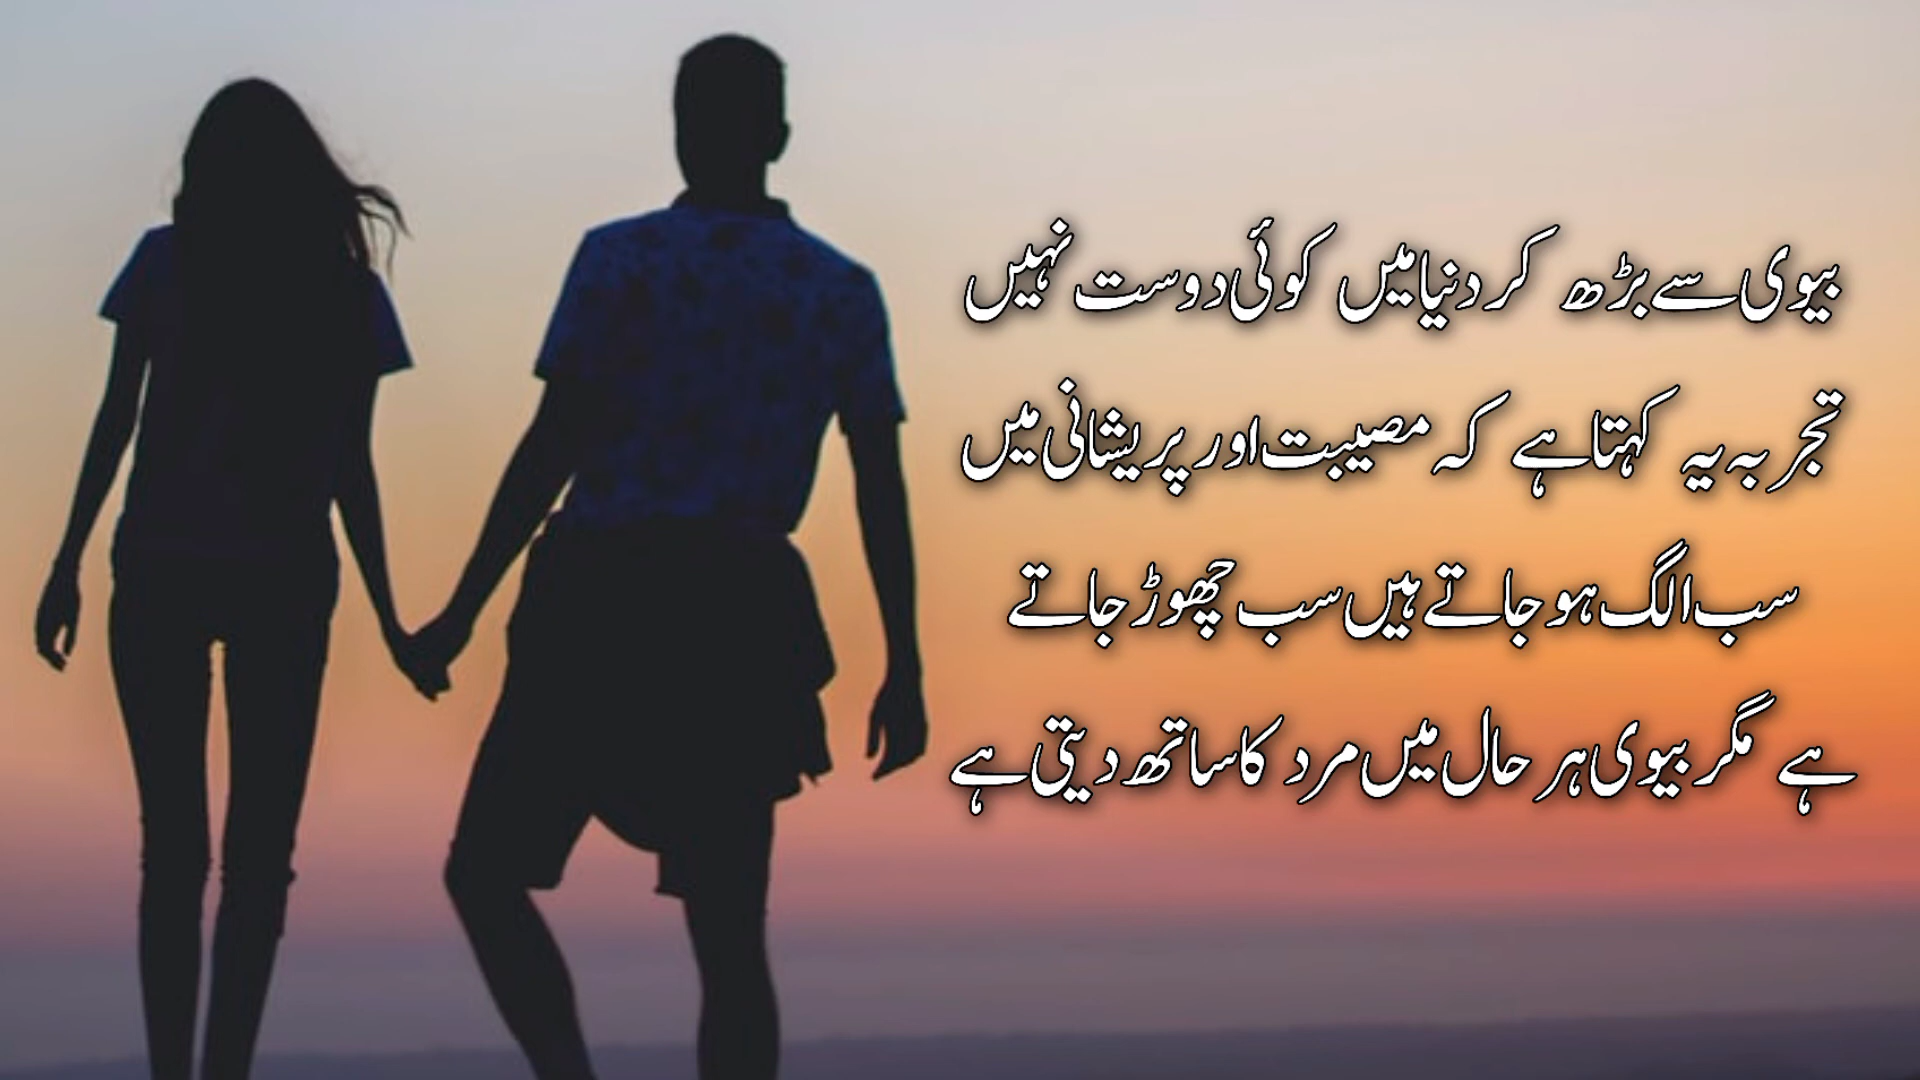 بیوی سے بڑھ کر دنیا میں کوئی دوست نہیں
تجربہ یہ کہتا ہے کہ مصیبت اور پریشانی میں
سب الگ ہو جاتے ہیں سب چھوڑ جاتے
ہے مگر بیوی ہر حال میں مرد کا ساتھ دیتی ہے